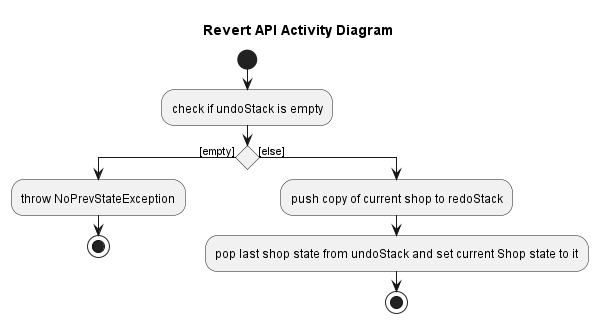 Revert API Activity Diagram
check if undoStack is empty
[empty]
[else]
throw NoPrevStateException
push copy of current shop to redoStack
pop last shop state from undoStack and set current Shop state to it